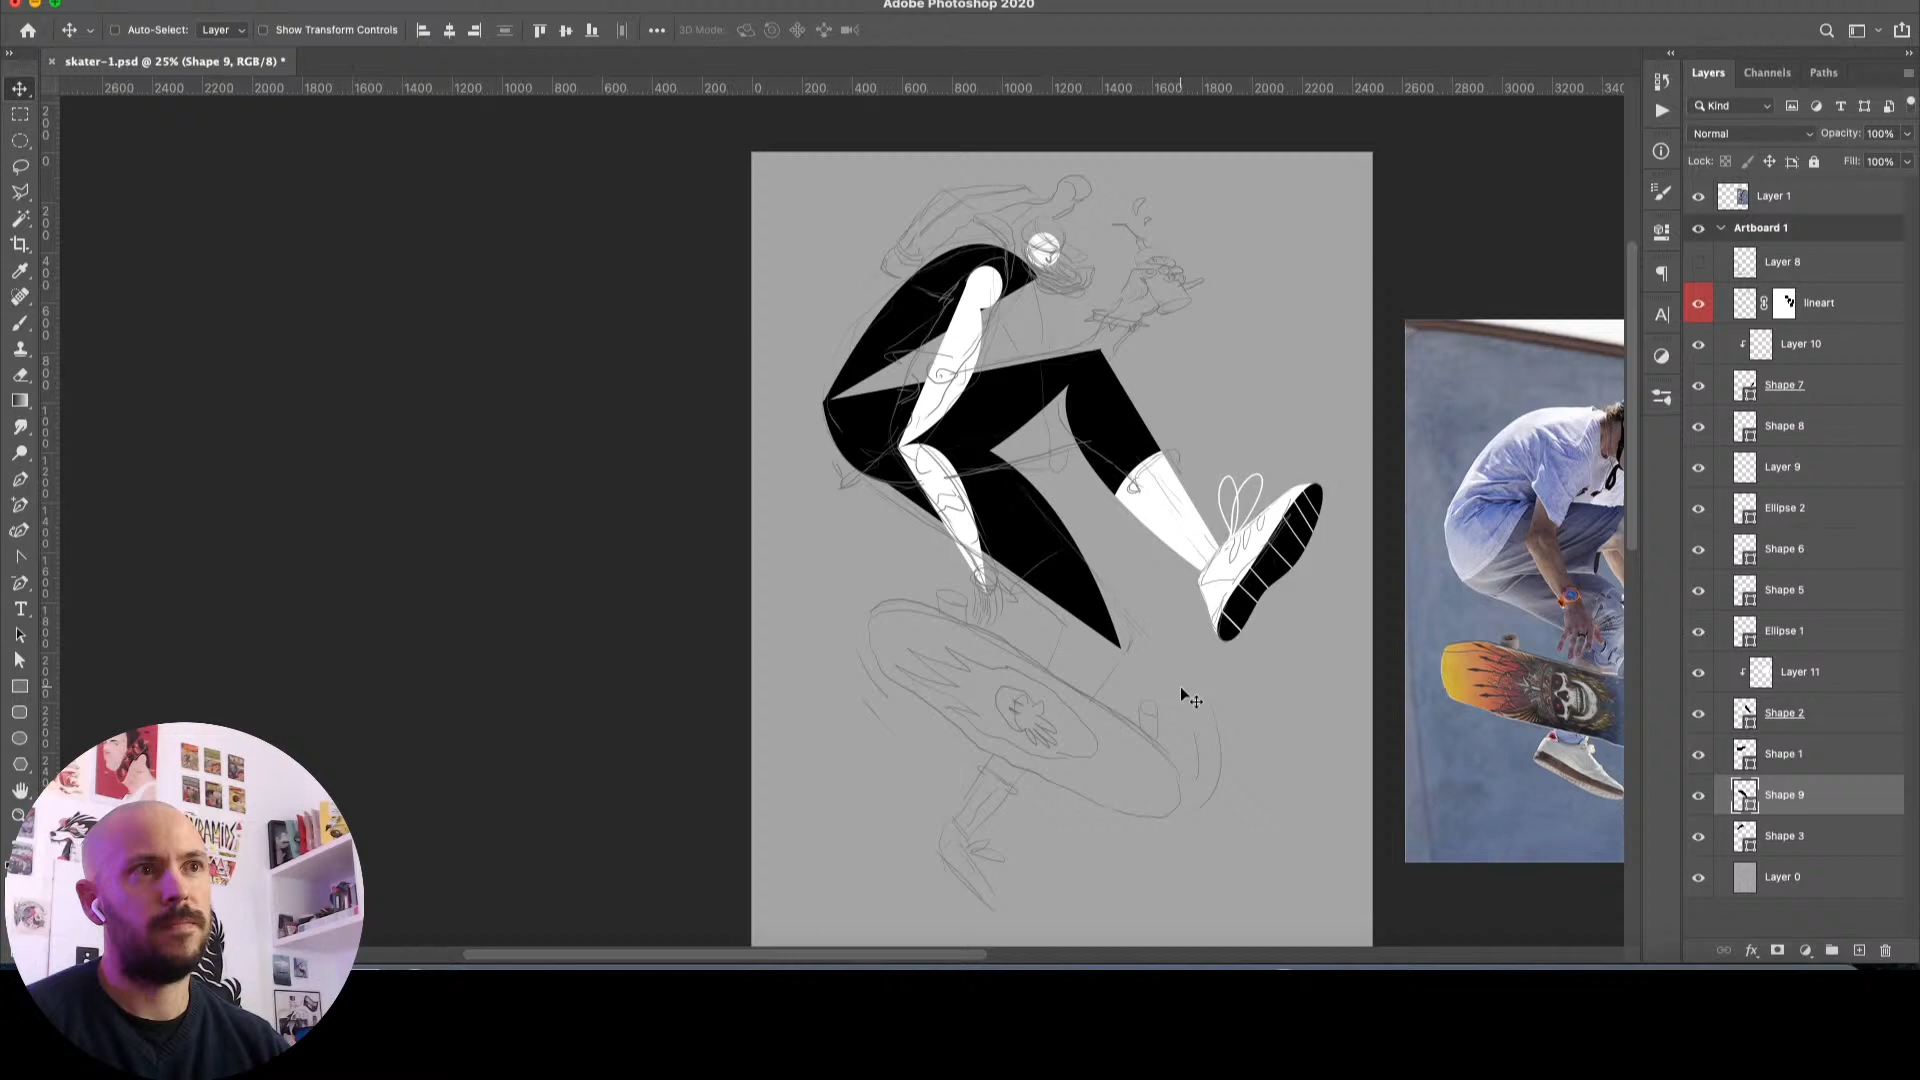 Adobe Photoshop 2020
Auto-Select: Layer Show Transform Controls 3D Mode:
skater-1.psd @ 25% (Shape 9, RGB/8) *
2600 2400 2200 2000 1800 1600 1400 1200 1000 800 600 400 200 0 200 400 600 800 1000 1200 1400 1600 1800 2000 2200 2400 2600 2800 3000 3200 340
Layers Channels Paths
Kind
Normal Opacity: 100%
Lock: Fill: 100%
Layer 1
Artboard 1
Layer 8
lineart
Layer 10
Shape 7
Shape 8
Layer 9
Ellipse 2
Shape 6
Shape 5
Ellipse 1
Layer 11
Shape 2
Shape 1
Shape 9
Shape 3
Layer 0
fx